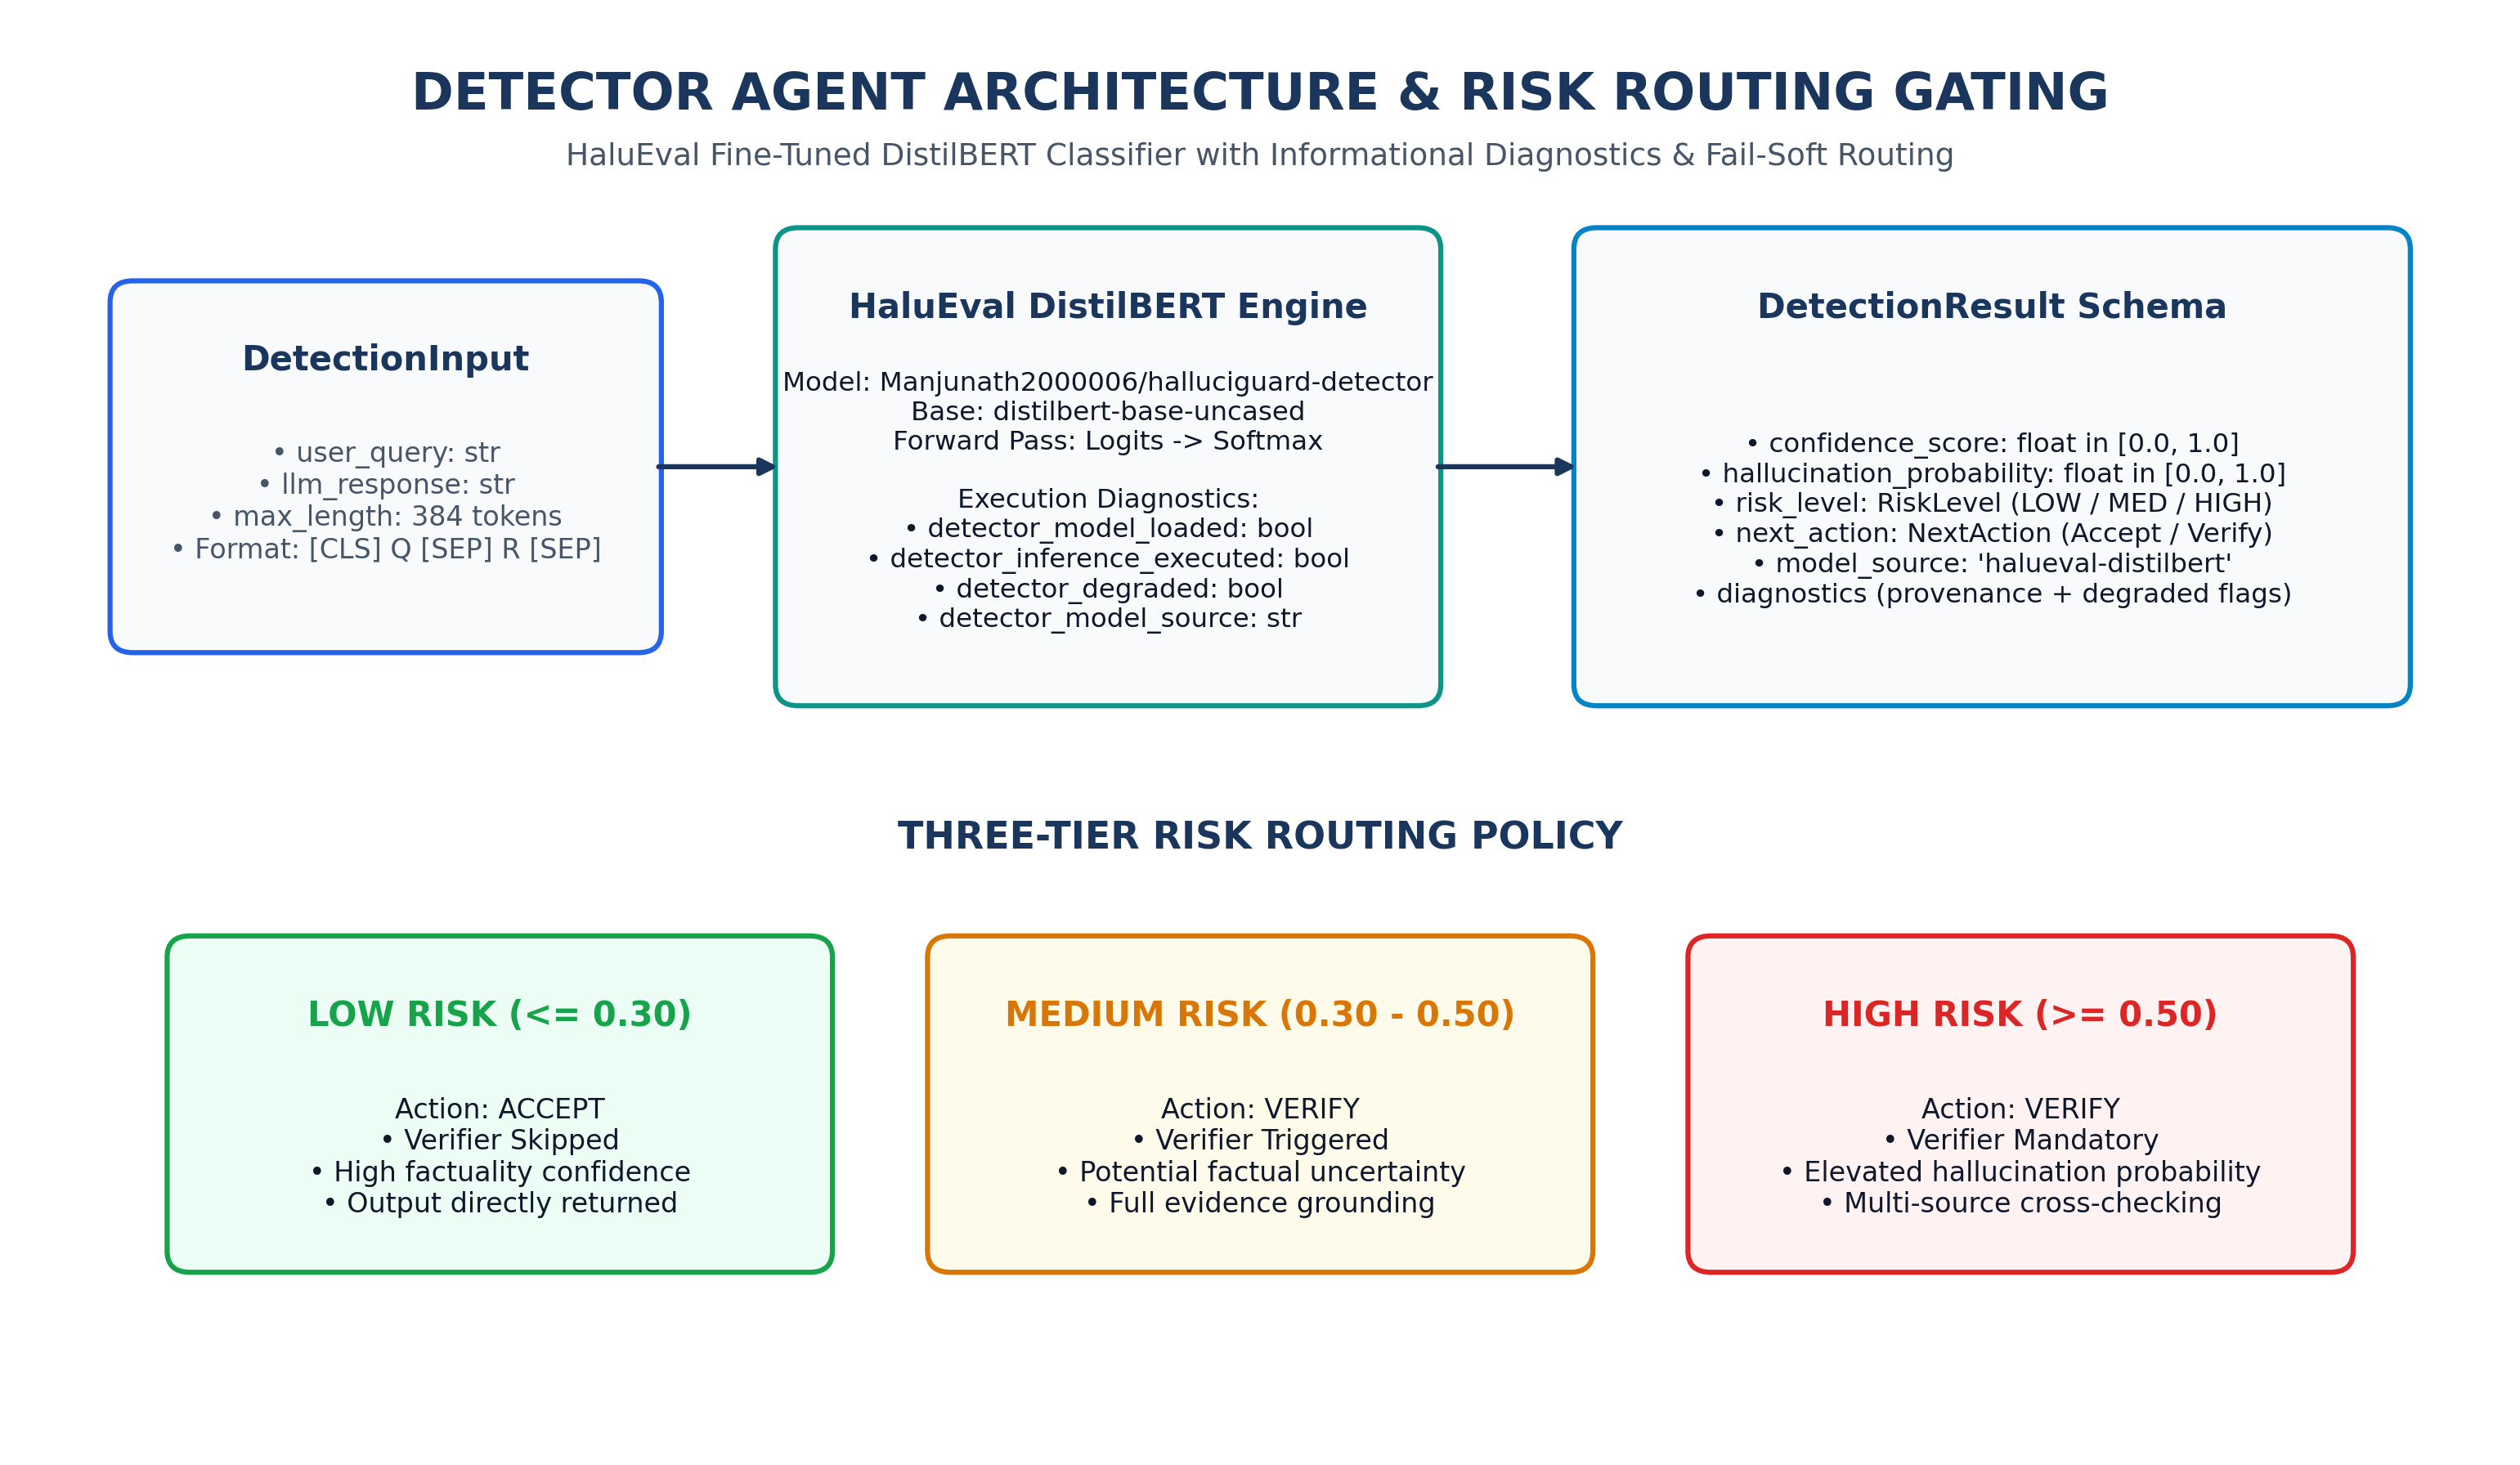 DETECTOR AGENT ARCHITECTURE & RISK ROUTING GATING
HaluEval Fine-Tuned DistilBERT Classifier with Informational Diagnostics & Fail-Soft Routing
DetectionInput
• user_query: str
• llm_response: str
• max_length: 384 tokens
• Format: [CLS] Q [SEP] R [SEP]
HaluEval DistilBERT Engine
Model: Manjunath2000006/halluciguard-detector
Base: distilbert-base-uncased
Forward Pass: Logits -> Softmax
Execution Diagnostics:
• detector_model_loaded: bool
• detector_inference_executed: bool
• detector_degraded: bool
• detector_model_source: str
DetectionResult Schema
• confidence_score: float in [0.0, 1.0]
• hallucination_probability: float in [0.0, 1.0]
• risk_level: RiskLevel (LOW / MED / HIGH)
• next_action: NextAction (Accept / Verify)
• model_source: 'halueval-distilbert'
• diagnostics (provenance + degraded flags)
THREE-TIER RISK ROUTING POLICY
LOW RISK (<= 0.30)
Action: ACCEPT
• Verifier Skipped
• High factuality confidence
• Output directly returned
MEDIUM RISK (0.30 - 0.50)
Action: VERIFY
• Verifier Triggered
• Potential factual uncertainty
• Full evidence grounding
HIGH RISK (>= 0.50)
Action: VERIFY
• Verifier Mandatory
• Elevated hallucination probability
• Multi-source cross-checking